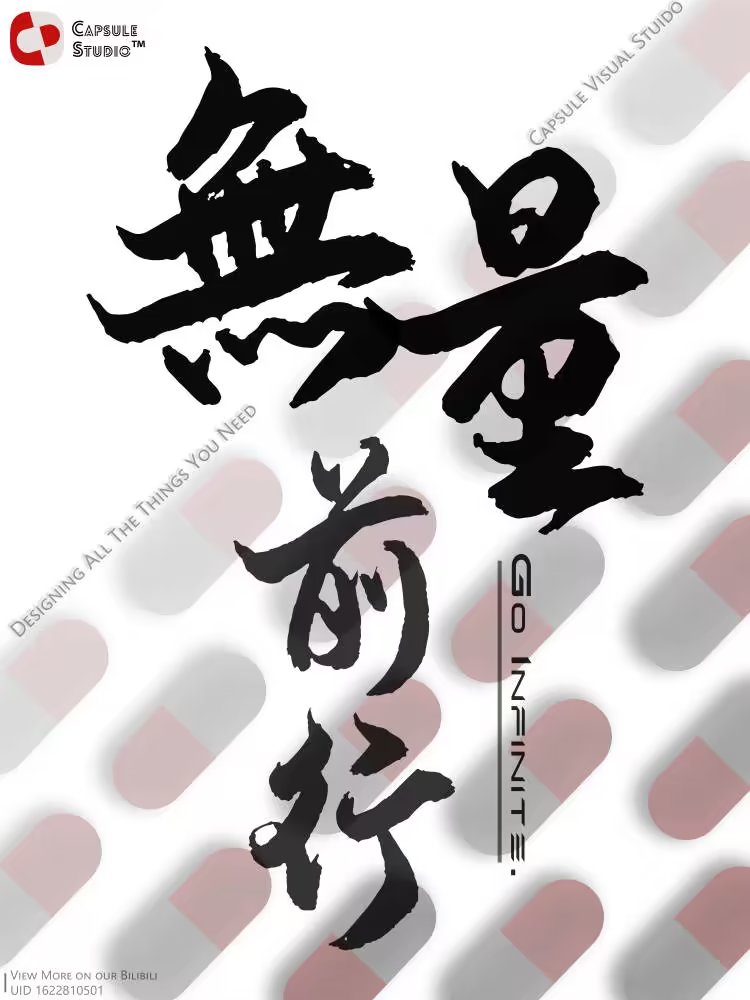 CAPSULE
STUDIO™
CAPSULE VISUAL STUIDO
無量
前行
DESIGNING ALL THE THINGS YOU NEED
GO INFINITE.
VIEW MORE ON OUR BILIBILI
UID 1622810501